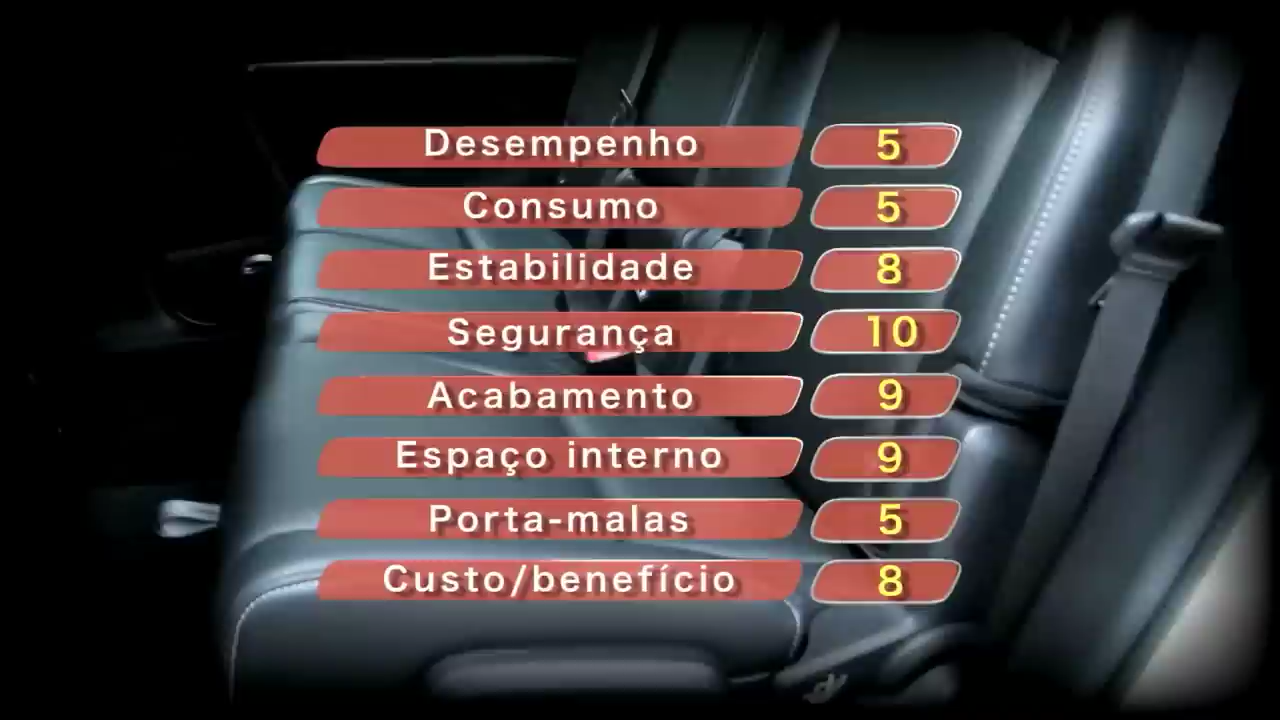 Desempenho 5
Consumo 5
Estabilidade 8
Segurança 10
Acabamento 9
Espaço interno 9
Porta-malas 5
Custo/benefício 8